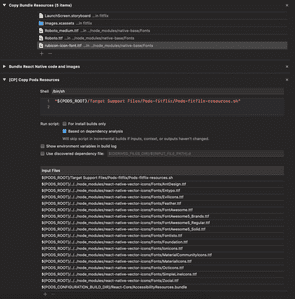 Copy Bundle Resources (5 items)
LaunchScreen.storyboard ...in fitflio
Images.xcassets ...in fitflio
Roboto_medium.ttf ...in ../node_modules/native-base/Fonts
Roboto.ttf ...in ../node_modules/native-base/Fonts
rubicon-icon-font.ttf ...in ../node_modules/native-base/Fonts
Bundle React Native code and images
[CP] Copy Pods Resources
Shell /bin/sh
1 "${PODS_ROOT}/Target Support Files/Pods-fitflio/Pods-fitflio-resources.sh"
2
Run script: For install builds only
Based on dependency analysis
Will skip script in incremental builds if inputs, context, or outputs haven't changed.
Show environment variables in build log
Use discovered dependency file:
Input Files
${PODS_ROOT}/Target Support Files/Pods-fitflio/Pods-fitflio-resources.sh
${PODS_ROOT}/../../node_modules/react-native-vector-icons/Fonts/AntDesign.ttf
${PODS_ROOT}/../../node_modules/react-native-vector-icons/Fonts/Entypo.ttf
${PODS_ROOT}/../../node_modules/react-native-vector-icons/Fonts/EvilIcons.ttf
${PODS_ROOT}/../../node_modules/react-native-vector-icons/Fonts/Feather.ttf
${PODS_ROOT}/../../node_modules/react-native-vector-icons/Fonts/FontAwesome.ttf
${PODS_ROOT}/../../node_modules/react-native-vector-icons/Fonts/FontAwesome5_Brands.ttf
${PODS_ROOT}/../../node_modules/react-native-vector-icons/Fonts/FontAwesome5_Regular.ttf
${PODS_ROOT}/../../node_modules/react-native-vector-icons/Fonts/FontAwesome5_Solid.ttf
${PODS_ROOT}/../../node_modules/react-native-vector-icons/Fonts/Fontisto.ttf
${PODS_ROOT}/../../node_modules/react-native-vector-icons/Fonts/Foundation.ttf
${PODS_ROOT}/../../node_modules/react-native-vector-icons/Fonts/Ionicons.ttf
${PODS_ROOT}/../../node_modules/react-native-vector-icons/Fonts/MaterialCommunityIcons.ttf
${PODS_ROOT}/../../node_modules/react-native-vector-icons/Fonts/MaterialIcons.ttf
${PODS_ROOT}/../../node_modules/react-native-vector-icons/Fonts/Octicons.ttf
${PODS_ROOT}/../../node_modules/react-native-vector-icons/Fonts/SimpleLineIcons.ttf
${PODS_ROOT}/../../node_modules/react-native-vector-icons/Fonts/Zocial.ttf
${PODS_CONFIGURATION_BUILD_DIR}/React-Core/AccessibilityResources.bundle